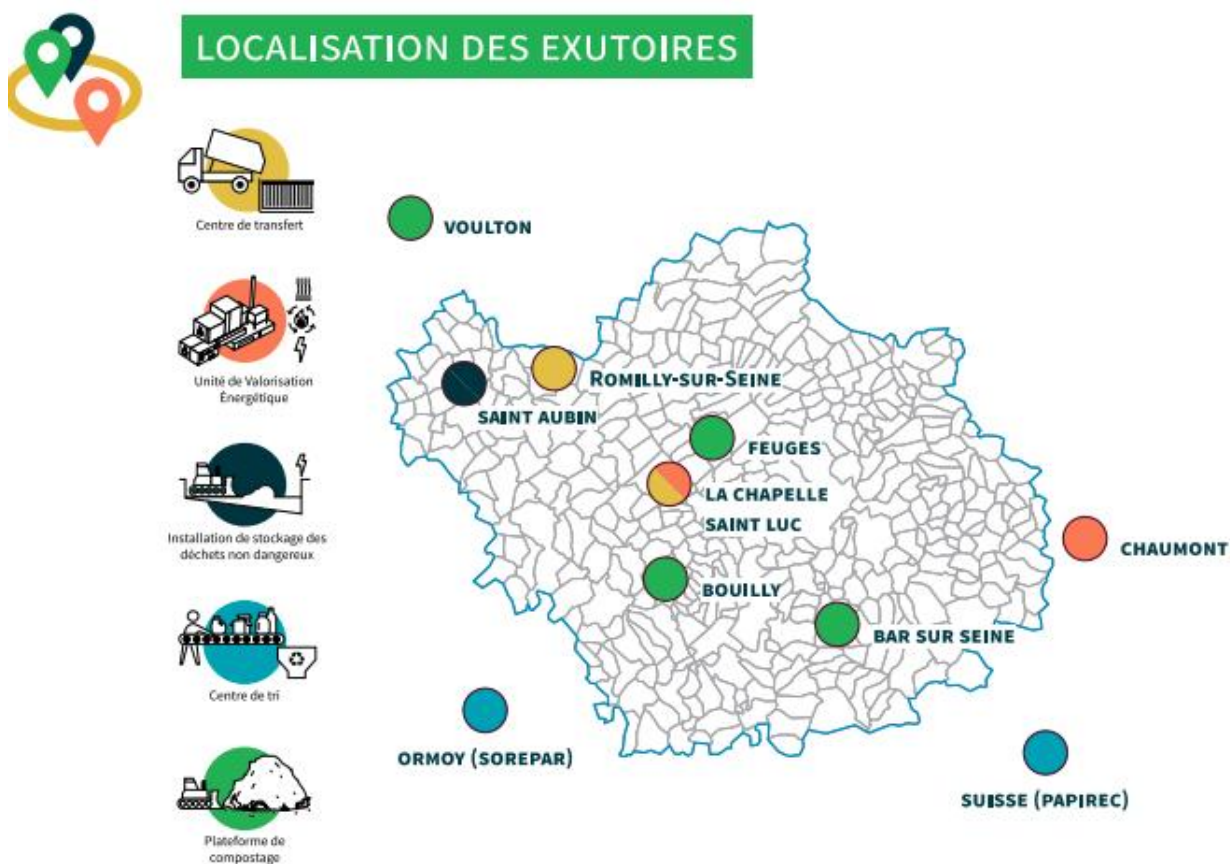 LOCALISATION DES EXUTOIRES
Centre de transfert
Unité de Valorisation
Énergétique
Installation de stockage des
déchets non dangereux
Centre de tri
Plateforme de
compostage
VOULTON
ROMILLY-SUR-SEINE
SAINT AUBIN
FEUGES
LA CHAPELLE
SAINT LUC
CHAUMONT
BOUILLY
BAR SUR SEINE
ORMOY (SOREPAR)
SUISSE (PAPIREC)